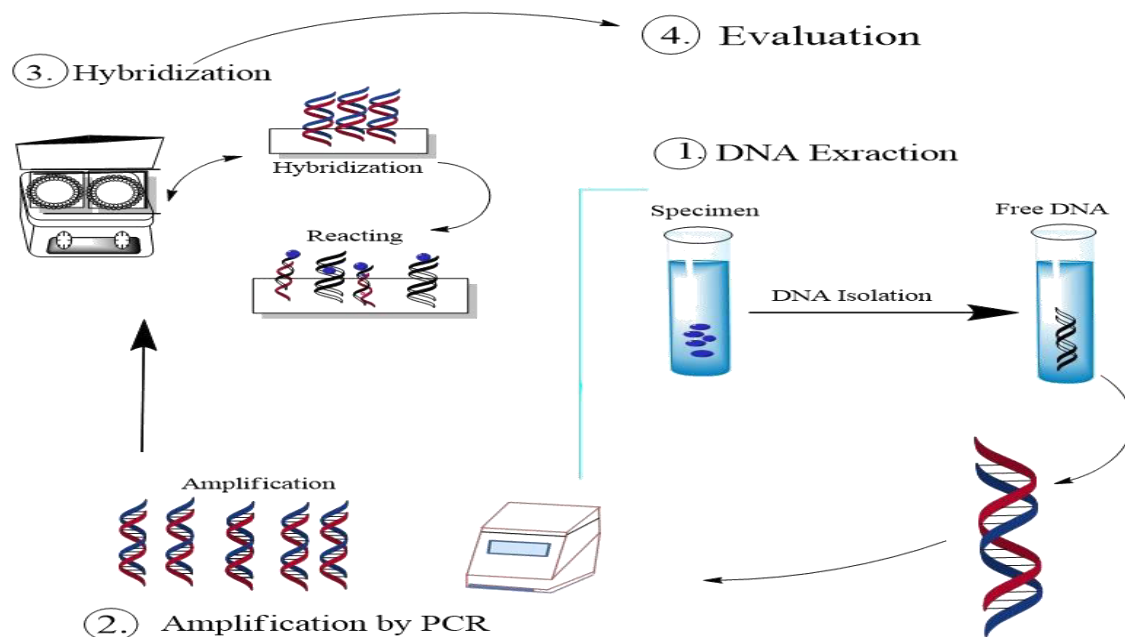 4. Evaluation
3. Hybridization
1. DNA Exraction
Hybridization
Specimen
Free DNA
Reacting
DNA Isolation
Amplification
2. Amplification by PCR